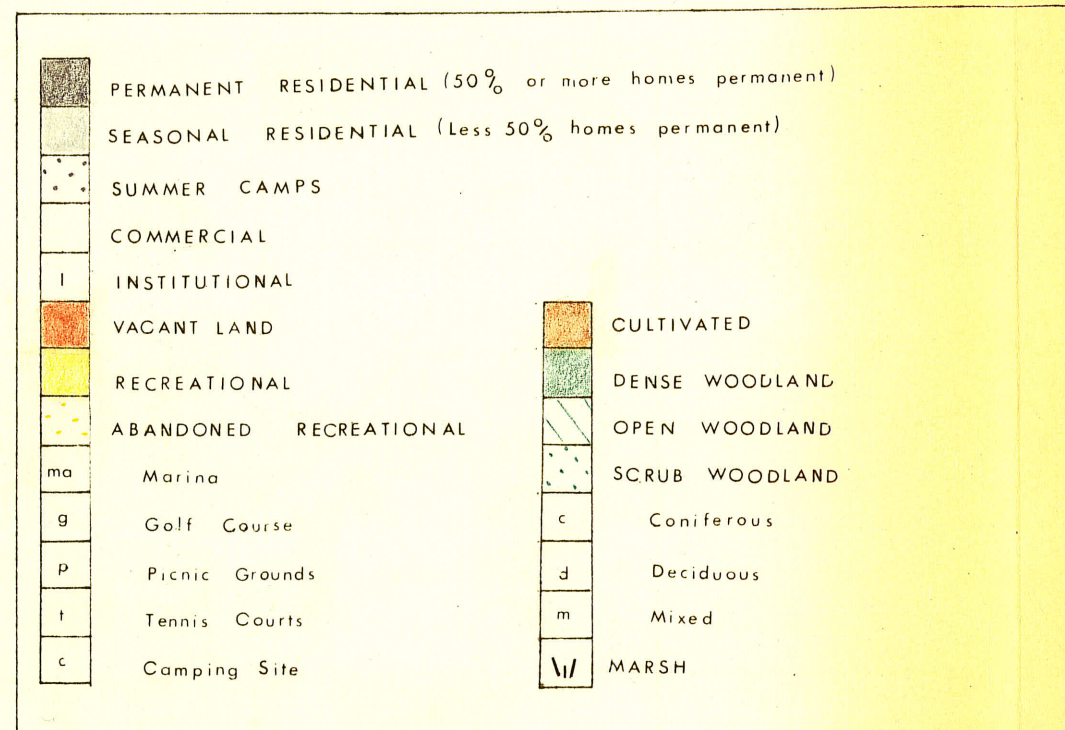 PERMANENT RESIDENTIAL (50% or more homes permanent)
SEASONAL RESIDENTIAL (Less 50% homes permanent)
SUMMER CAMPS
COMMERCIAL
I INSTITUTIONAL
VACANT LAND
RECREATIONAL
ABANDONED RECREATIONAL
ma Marina
g Golf Course
p Picnic Grounds
t Tennis Courts
c Camping Site
CULTIVATED
DENSE WOODLAND
OPEN WOODLAND
SCRUB WOODLAND
c Coniferous
d Deciduous
m Mixed
MARSH